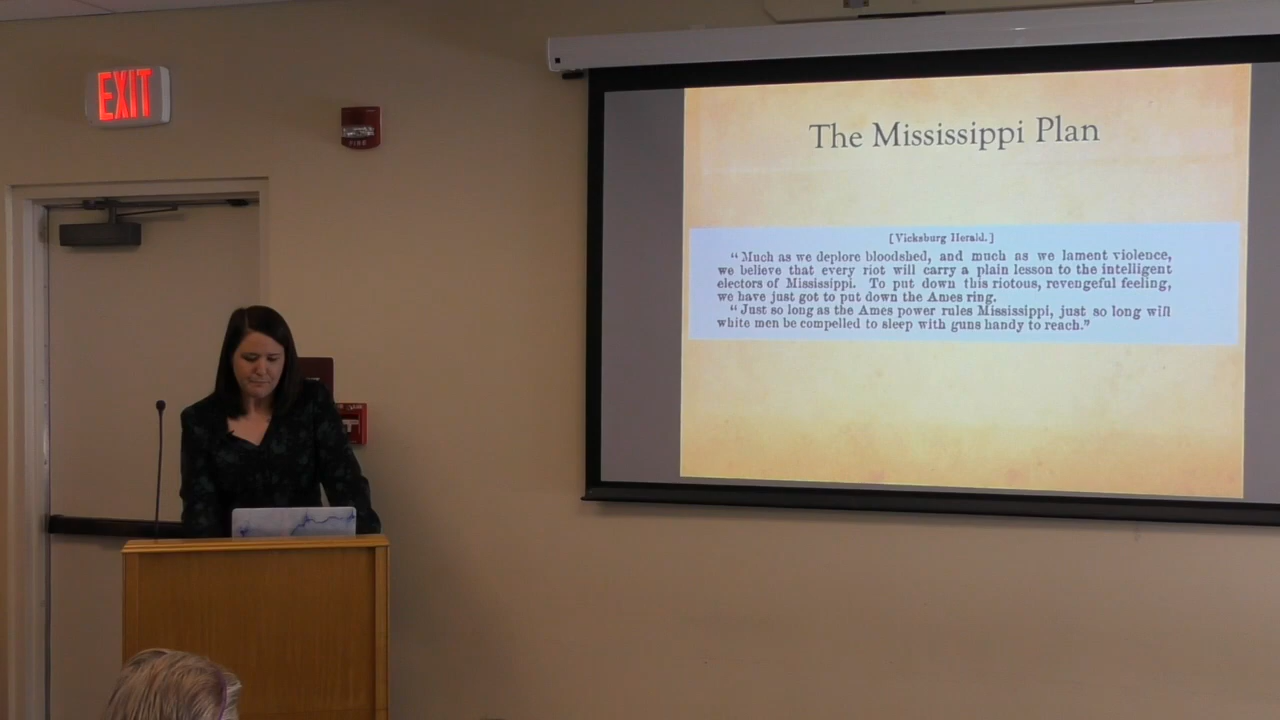 EXIT
FIRE
The Mississippi Plan
[Vicksburg Herald.]
“ Much as we deplore bloodshed, and much as we lament violence,
we believe that every riot will carry a plain lesson to the intelligent
electors of Mississippi. To put down this riotous, revengeful feeling,
we have just got to put down the Ames ring.
“ Just so long as the Ames power rules Mississippi, just so long will
white men be compelled to sleep with guns handy to reach.”